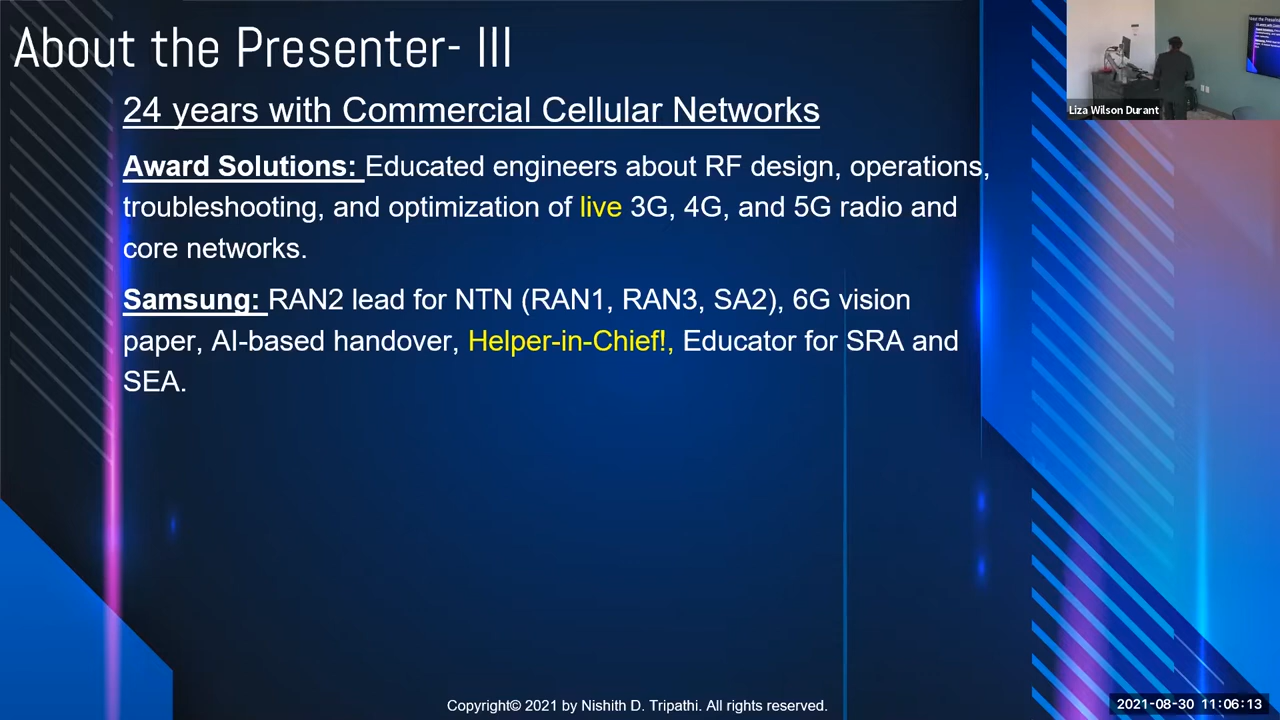 About the Presenter- III
24 years with Commercial Cellular Networks
Award Solutions: Educated engineers about RF design, operations,
troubleshooting, and optimization of live 3G, 4G, and 5G radio and
core networks.
Samsung: RAN2 lead for NTN (RAN1, RAN3, SA2), 6G vision
paper, AI-based handover, Helper-in-Chief!, Educator for SRA and
SEA.
Liza Wilson Durant
Copyright© 2021 by Nishith D. Tripathi. All rights reserved.
2021-08-30 11:06:13